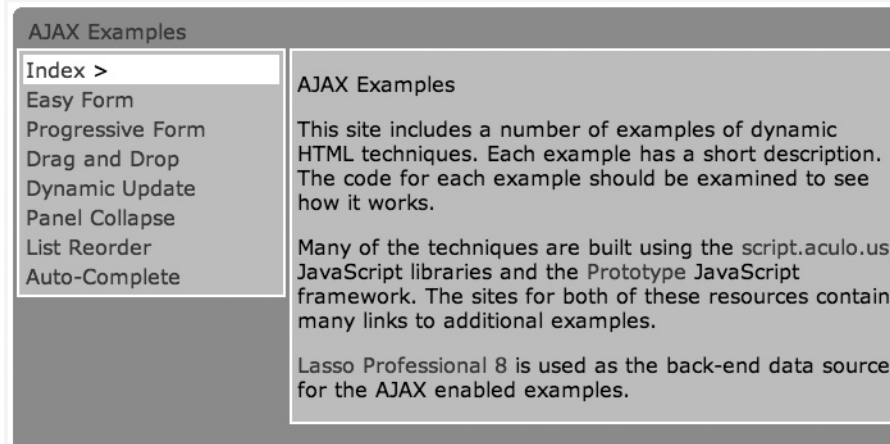 AJAX Examples
Index >
Easy Form
Progressive Form
Drag and Drop
Dynamic Update
Panel Collapse
List Reorder
Auto-Complete
AJAX Examples
This site includes a number of examples of dynamic
HTML techniques. Each example has a short description.
The code for each example should be examined to see
how it works.
Many of the techniques are built using the script.aculo.us
JavaScript libraries and the Prototype JavaScript
framework. The sites for both of these resources contain
many links to additional examples.
Lasso Professional 8 is used as the back-end data source
for the AJAX enabled examples.